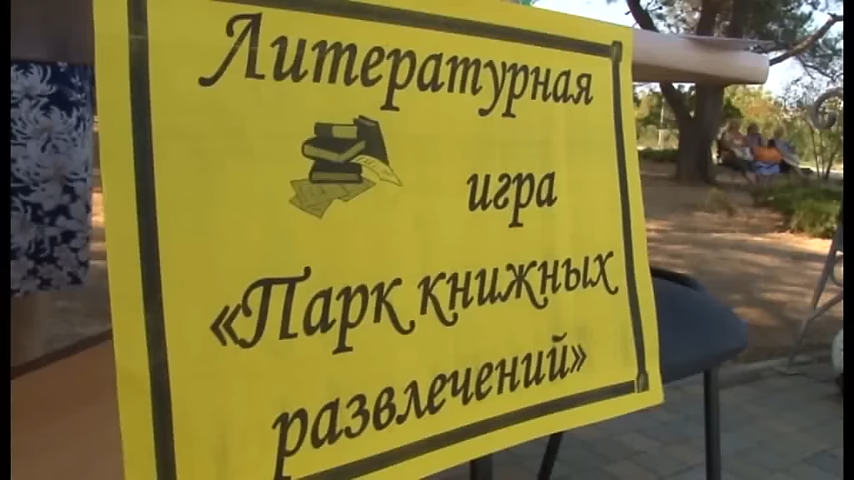 Литературная
игра
«Парк книжных
развлечений»